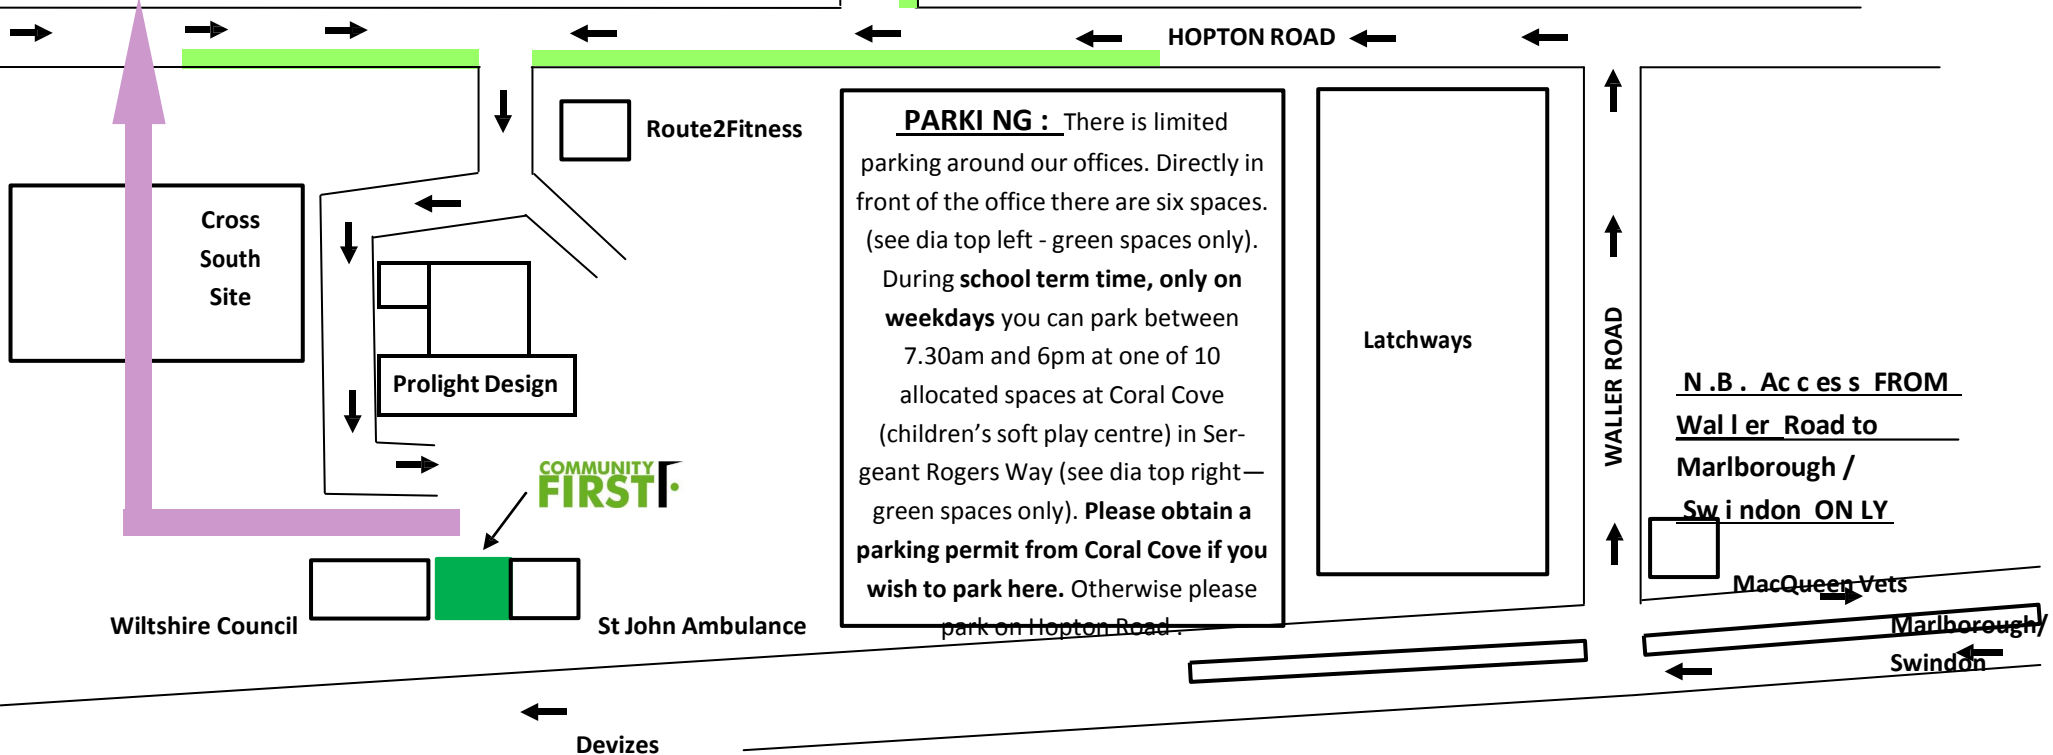 HOPTON ROAD
Route2Fitness
PARKI NG : There is limited
parking around our offices. Directly in
front of the office there are six spaces.
(see dia top left - green spaces only).
During school term time, only on
weekdays you can park between
7.30am and 6pm at one of 10
allocated spaces at Coral Cove
(children’s soft play centre) in Ser-
geant Rogers Way (see dia top right—
green spaces only). Please obtain a
parking permit from Coral Cove if you
wish to park here. Otherwise please
park on Hopton Road .
Cross
South
Site
Prolight Design
Latchways
WALLER ROAD
N .B . Ac c es s FROM
Wal l er Road to
Marlborough /
Sw i ndon ON LY
COMMUNITY
FIRST
MacQueen Vets
Wiltshire Council
St John Ambulance
Marlborough/
Swindon
Devizes